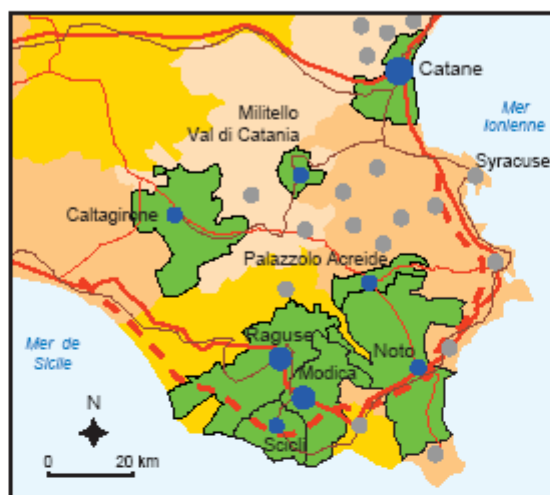 Catane
Mer
Ionienne
Militello
Val di Catania
Syracuse
Caltagirone
Palazzolo Acreide
Mer de
Sicile
Raguse
Noto
Modica
Scicli
N
0 20 km